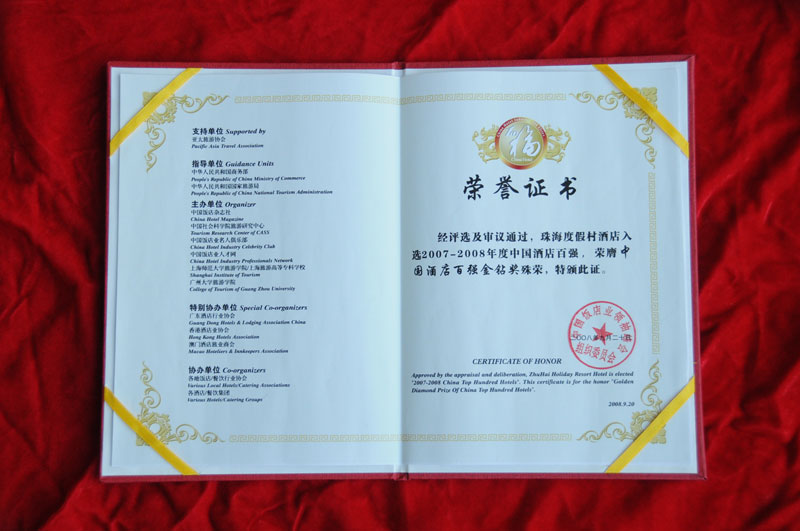 支持单位 Supported by
亚太旅游协会
Pacific Asia Travel Association
指导单位 Guidance Units
中华人民共和国商务部
People's Republic of China Ministry of Commerce
中华人民共和国国家旅游局
People's Republic of China National Tourism Administration
主办单位 Organizer
中国饭店杂志社
China Hotel Magazine
中国社会科学院旅游研究中心
Tourism Research Center of CASS
中国饭店业名人俱乐部
China Hotel Industry Celebrity Club
中国饭店业人才网
China Hotel Industry Professionals Network
上海师范大学旅游学院/上海旅游高等专科学校
Shanghai Institute of Tourism
广州大学旅游学院
College of Tourism of Guang Zhou University
特别协办单位 Special Co-organizers
广东酒店行业协会
Guang Dong Hotels & Lodging Association China
香港酒店业协会
Hong Kong Hotels Association
澳门酒店旅业商会
Macao Hoteliers & Innkeepers Association
协办单位 Co-organizers
各地饭店/餐饮行业协会
Various Local Hotels/Catering Associations
各酒店/餐饮集团
Various Hotels/Catering Groups
福
荣誉证书
经评选及审议通过，珠海度假村酒店入
选2007-2008年度中国酒店百强，荣膺中
国酒店百强金钻奖殊荣，特颁此证。
中国饭店业领袖峰会
组织委员会
CERTIFICATE OF HONOR
Approved by the appraisal and deliberation, ZhuHai Holiday Resort Hotel is elected
"2007-2008 China Top Hundred Hotels". This certificate is for the honor "Golden
Diamond Prize Of China Top Hundred Hotels".
2008.9.20